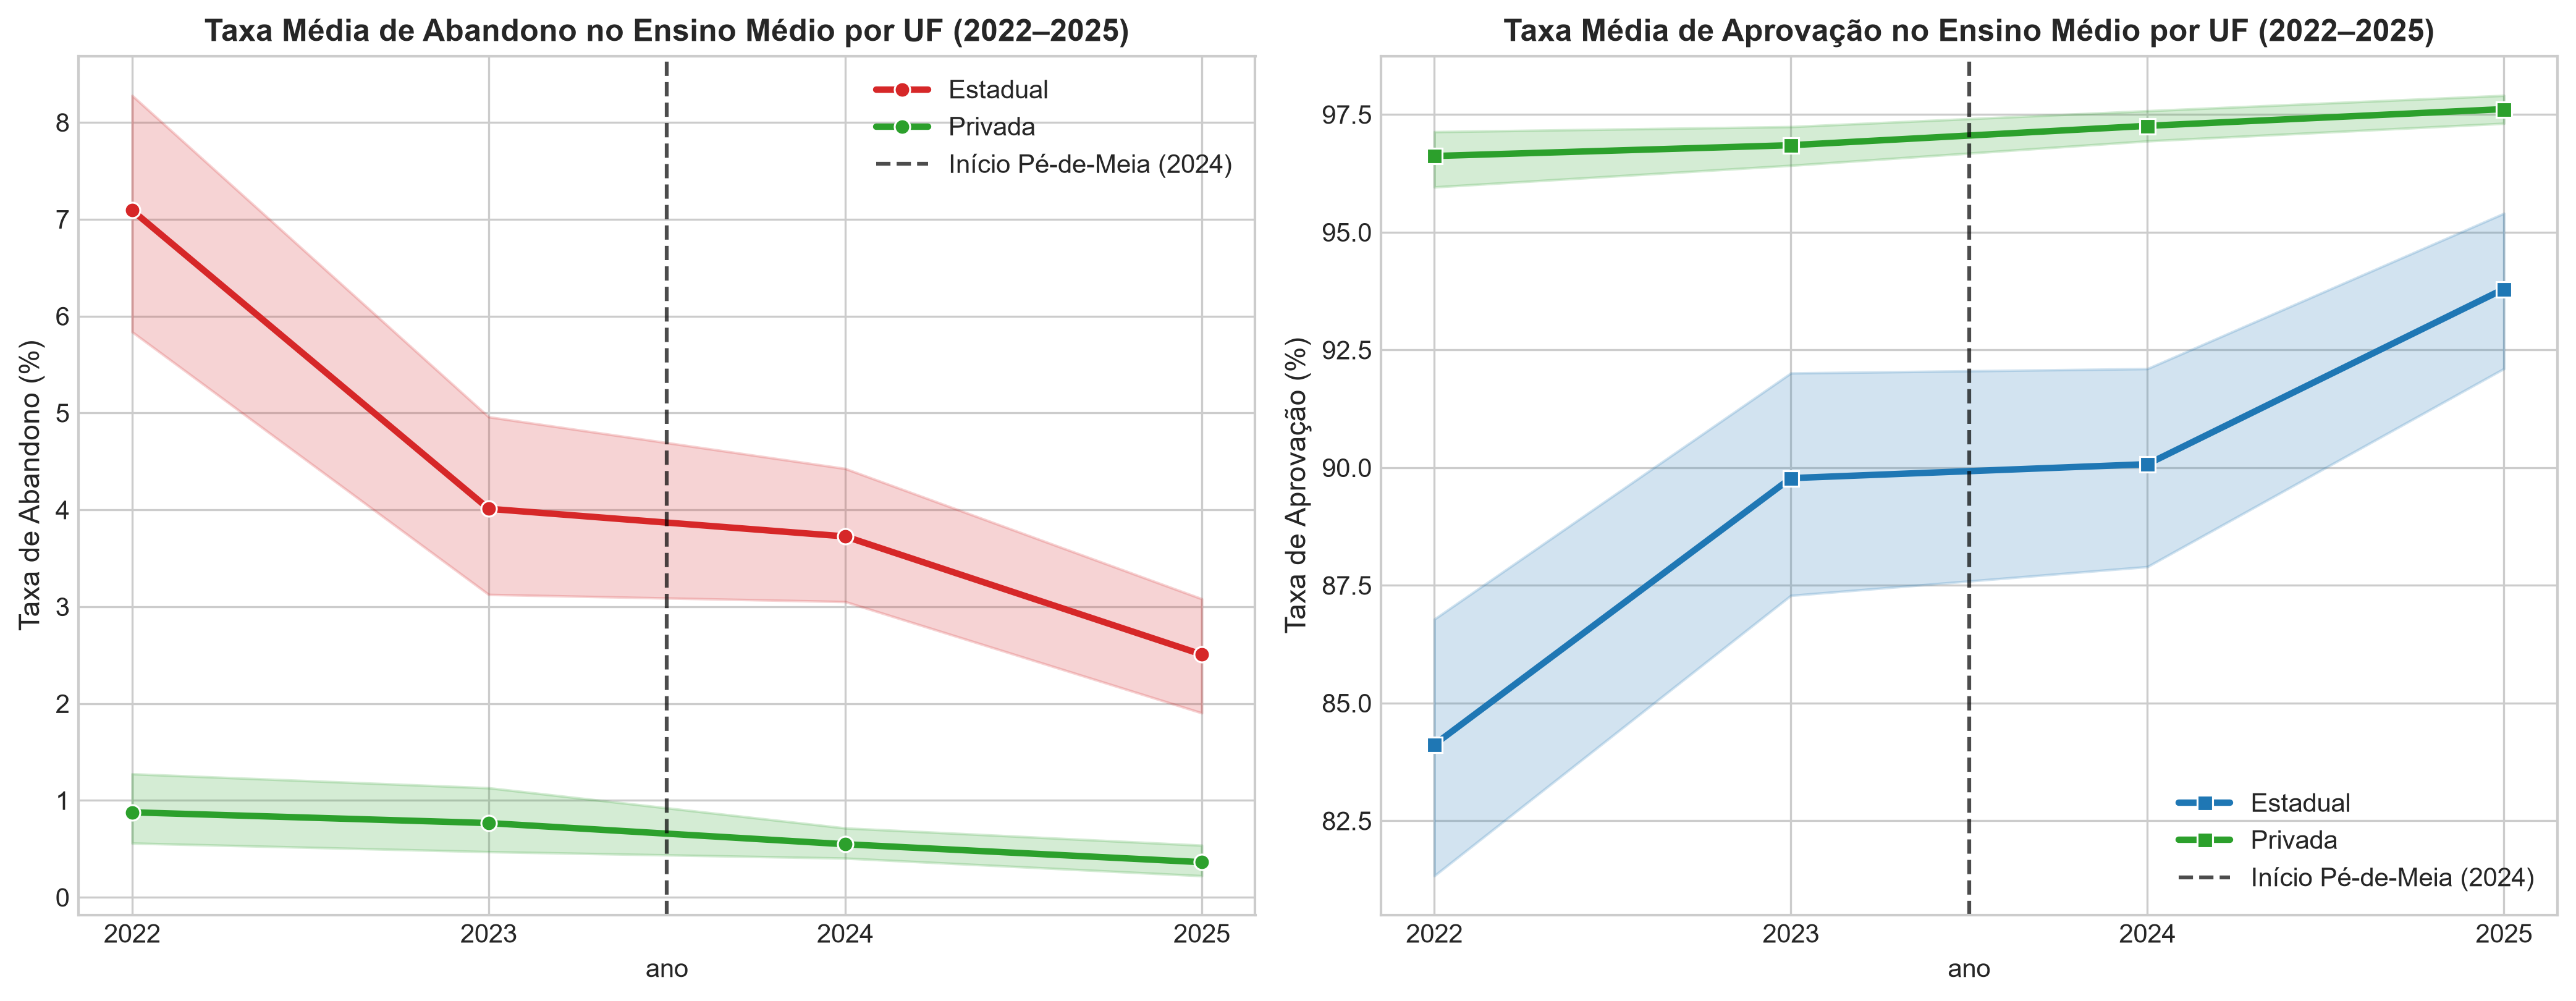 Taxa Média de Abandono no Ensino Médio por UF (2022–2025)
Taxa de Abandono (%)
8
7
6
5
4
3
2
1
0
2022 2023 2024 2025
ano
Estadual
Privada
Início Pé-de-Meia (2024)
Taxa Média de Aprovação no Ensino Médio por UF (2022–2025)
Taxa de Aprovação (%)
97.5
95.0
92.5
90.0
87.5
85.0
82.5
2022 2023 2024 2025
ano
Estadual
Privada
Início Pé-de-Meia (2024)